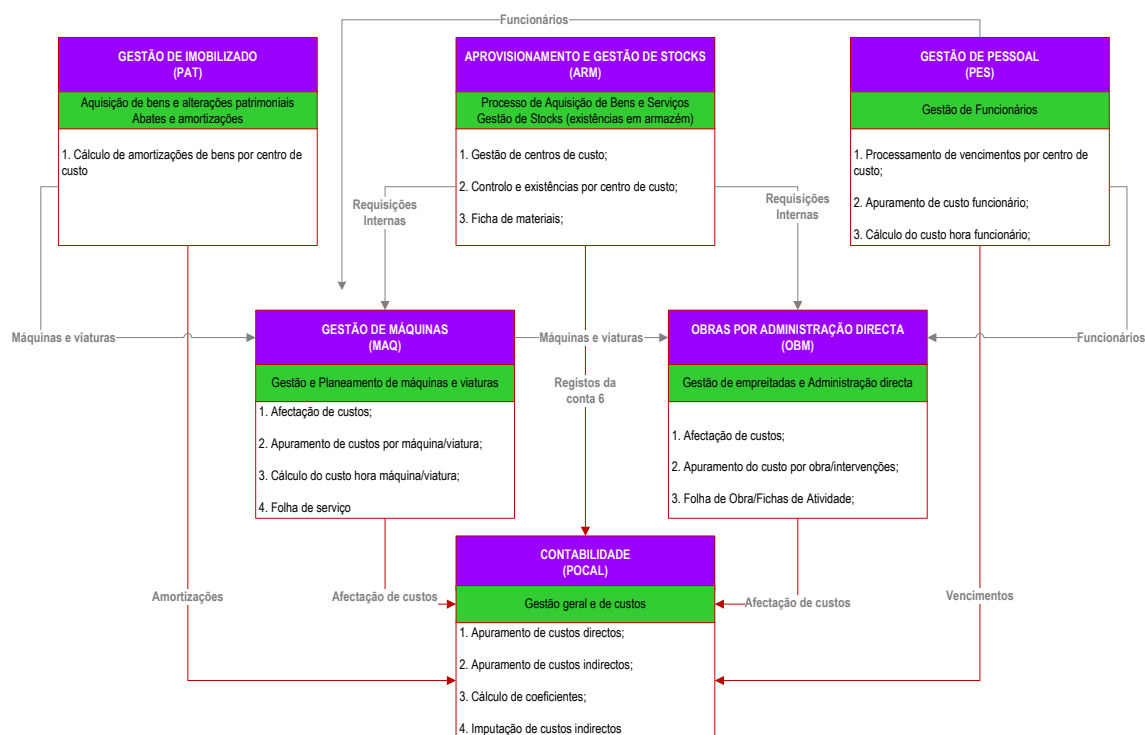 Funcionários
GESTÃO DE IMOBILIZADO
(PAT)
Aquisição de bens e alterações patrimoniais
Abates e amortizações
1. Cálculo de amortizações de bens por centro de
custo
APROVISIONAMENTO E GESTÃO DE STOCKS
(ARM)
Processo de Aquisição de Bens e Serviços
Gestão de Stocks (existências em armazém)
1. Gestão de centros de custo;
2. Controlo e existências por centro de custo;
3. Ficha de materiais;
GESTÃO DE PESSOAL
(PES)
Gestão de Funcionários
1. Processamento de vencimentos por centro de
custo;
2. Apuramento de custo funcionário;
3. Cálculo do custo hora funcionário;
Requisições
Internas
Requisições
Internas
Máquinas e viaturas
GESTÃO DE MÁQUINAS
(MAQ)
Gestão e Planeamento de máquinas e viaturas
1. Afectação de custos;
2. Apuramento de custos por máquina/viatura;
3. Cálculo do custo hora máquina/viatura;
4. Folha de serviço
Máquinas e viaturas
Registos da
conta 6
OBRAS POR ADMINISTRAÇÃO DIRECTA
(OBM)
Gestão de empreitadas e Administração directa
1. Afectação de custos;
2. Apuramento do custo por obra/intervenções;
3. Folha de Obra/Fichas de Atividade;
Funcionários
Amortizações
Afectação de custos
CONTABILIDADE
(POCAL)
Gestão geral e de custos
1. Apuramento de custos directos;
2. Apuramento de custos indirectos;
3. Cálculo de coeficientes;
4. Imputação de custos indirectos
Afectação de custos
Vencimentos